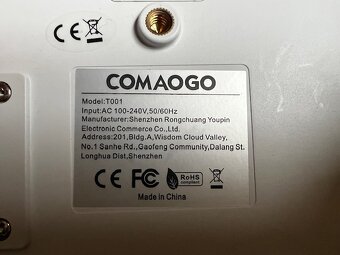 CE
COMAOGO
Model:T001
Input:AC 100-240V,50/60Hz
Manufacturer:Shenzhen Rongchuang Youpin
Electronic Commerce Co.,Ltd.
Address:201,Bldg.A,Wisdom Cloud Valley,
No.1 Sanhe Rd.,Gaofeng Community,Dalang St.
Longhua Dist,Shenzhen
CE FC RoHS
compliant
Made in China